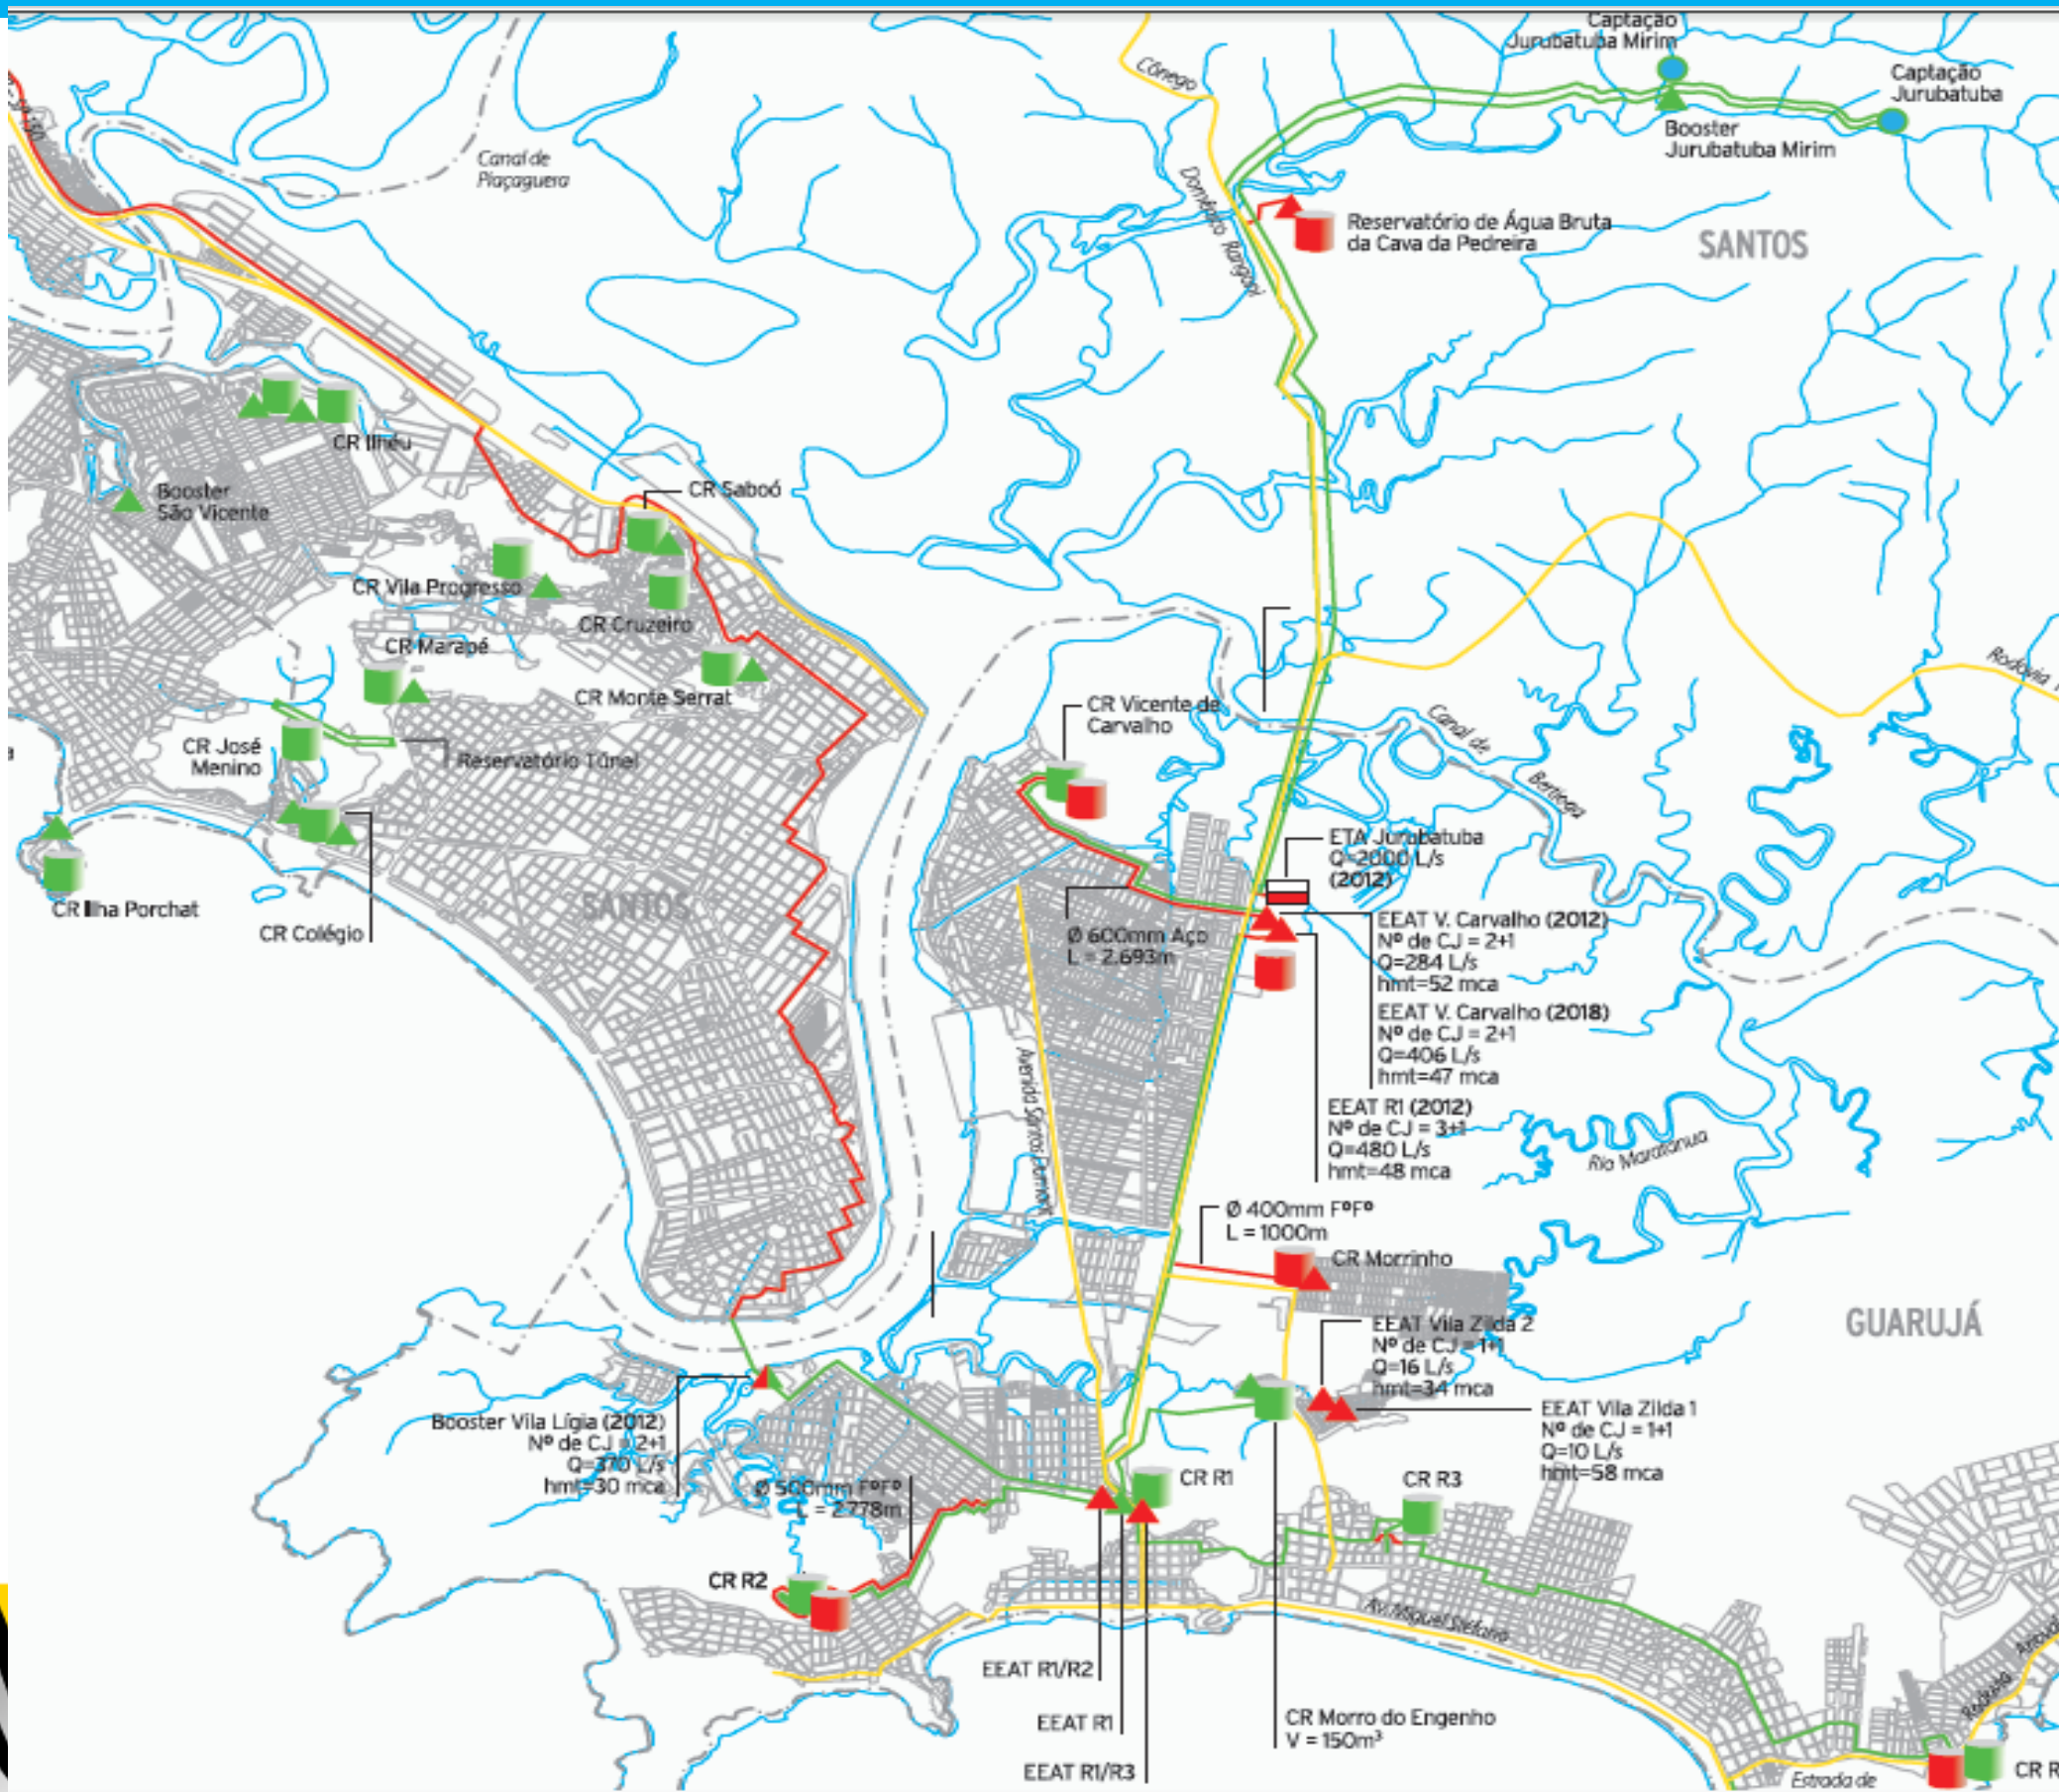 Captação
Jurubatuba Mirim
Captação
Jurubatuba
Cônego
Booster
Jurubatuba Mirim
Canal de
Piaçaguera
Domênico Rangoni
Reservatório de Água Bruta
da Cava da Pedreira
SANTOS
CR Ilhéu
Booster
São Vicente
CR Saboó
CR Vila Progresso
CR Cruzeiro
CR Marapé
CR Monte Serrat
CR José
Menino
Reservatório Túnel
CR Vicente de
Carvalho
Canal de
Bertioga
Rodovia
ETA Jurubatuba
Q=2000 L/s
(2012)
CR Ilha Porchat
CR Colégio
SANTOS
Ø 600mm Aço
L = 2.693m
EEAT V. Carvalho (2012)
Nº de CJ = 2+1
Q=284 L/s
hmt=52 mca
EEAT V. Carvalho (2018)
Nº de CJ = 2+1
Q=406 L/s
hmt=47 mca
EEAT R1 (2012)
Nº de CJ = 3+1
Q=480 L/s
hmt=48 mca
Avenida Santos Dumont
Rio Maratanua
Ø 400mm FºFº
L = 1000m
CR Morrinho
GUARUJÁ
EEAT Vila Zilda 2
Nº de CJ = 1+1
Q=16 L/s
hmt=34 mca
EEAT Vila Zilda 1
Nº de CJ = 1+1
Q=10 L/s
hmt=58 mca
Booster Vila Lígia (2012)
Nº de CJ = 2+1
Q=370 L/s
hmt=30 mca
Ø 500mm FºFº
L = 2778m
CR R1
CR R3
CR R2
Av. Miguel Stéfano
EEAT R1/R2
EEAT R1
EEAT R1/R3
CR Morro do Engenho
V = 150m³
Estrada de
CR R